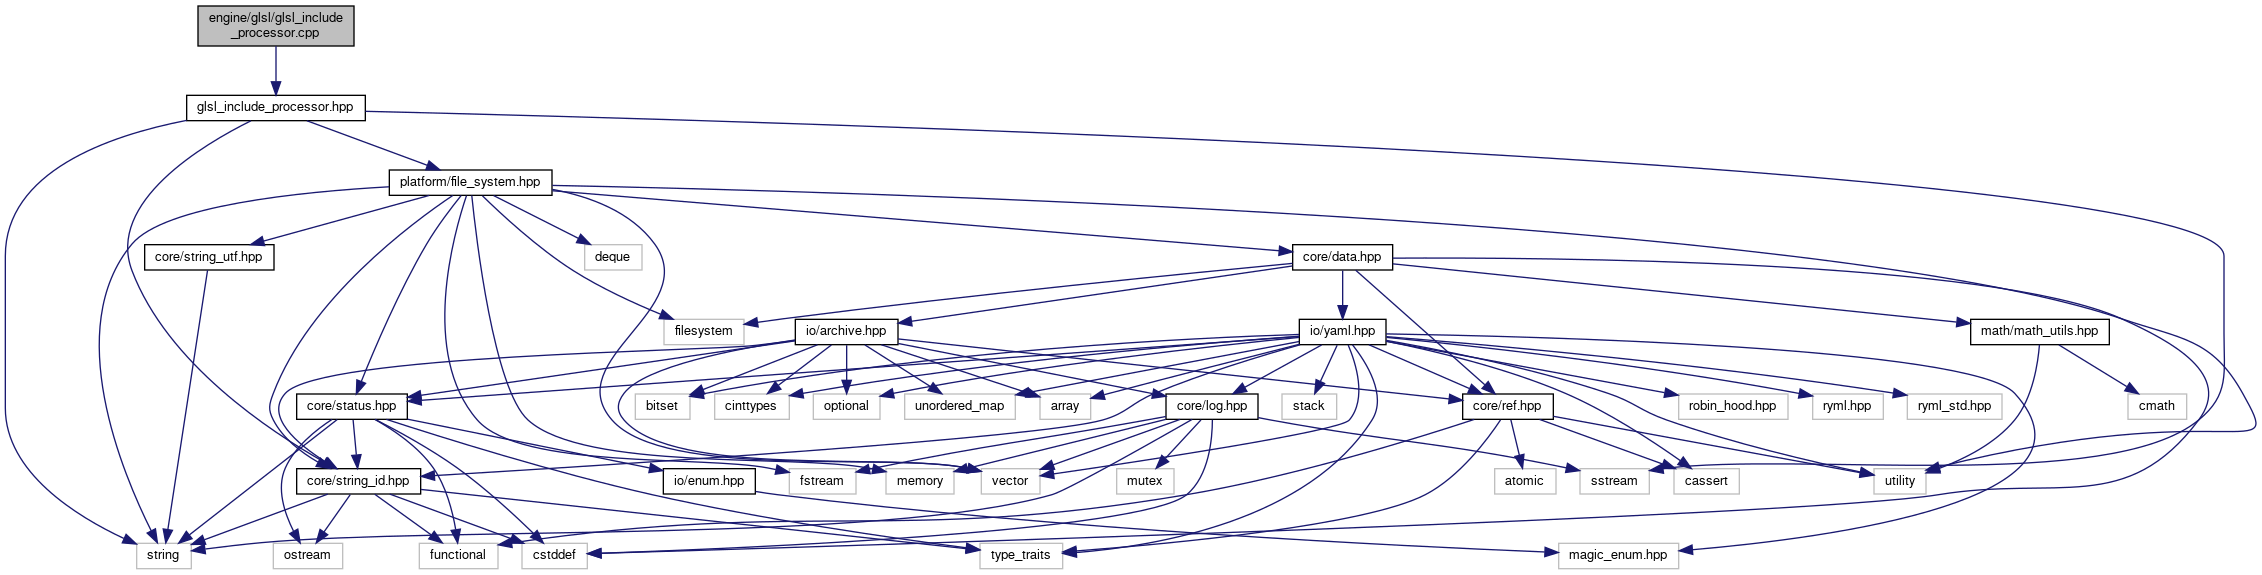 engine/glsl/glsl_include
_processor.cpp
glsl_include_processor.hpp
platform/file_system.hpp
core/string_utf.hpp
deque
core/data.hpp
filesystem
io/archive.hpp
io/yaml.hpp
math/math_utils.hpp
core/status.hpp
bitset
cinttypes
optional
unordered_map
array
core/log.hpp
stack
core/ref.hpp
robin_hood.hpp
ryml.hpp
ryml_std.hpp
cmath
core/string_id.hpp
io/enum.hpp
fstream
memory
vector
mutex
atomic
sstream
cassert
utility
string
ostream
functional
cstddef
type_traits
magic_enum.hpp